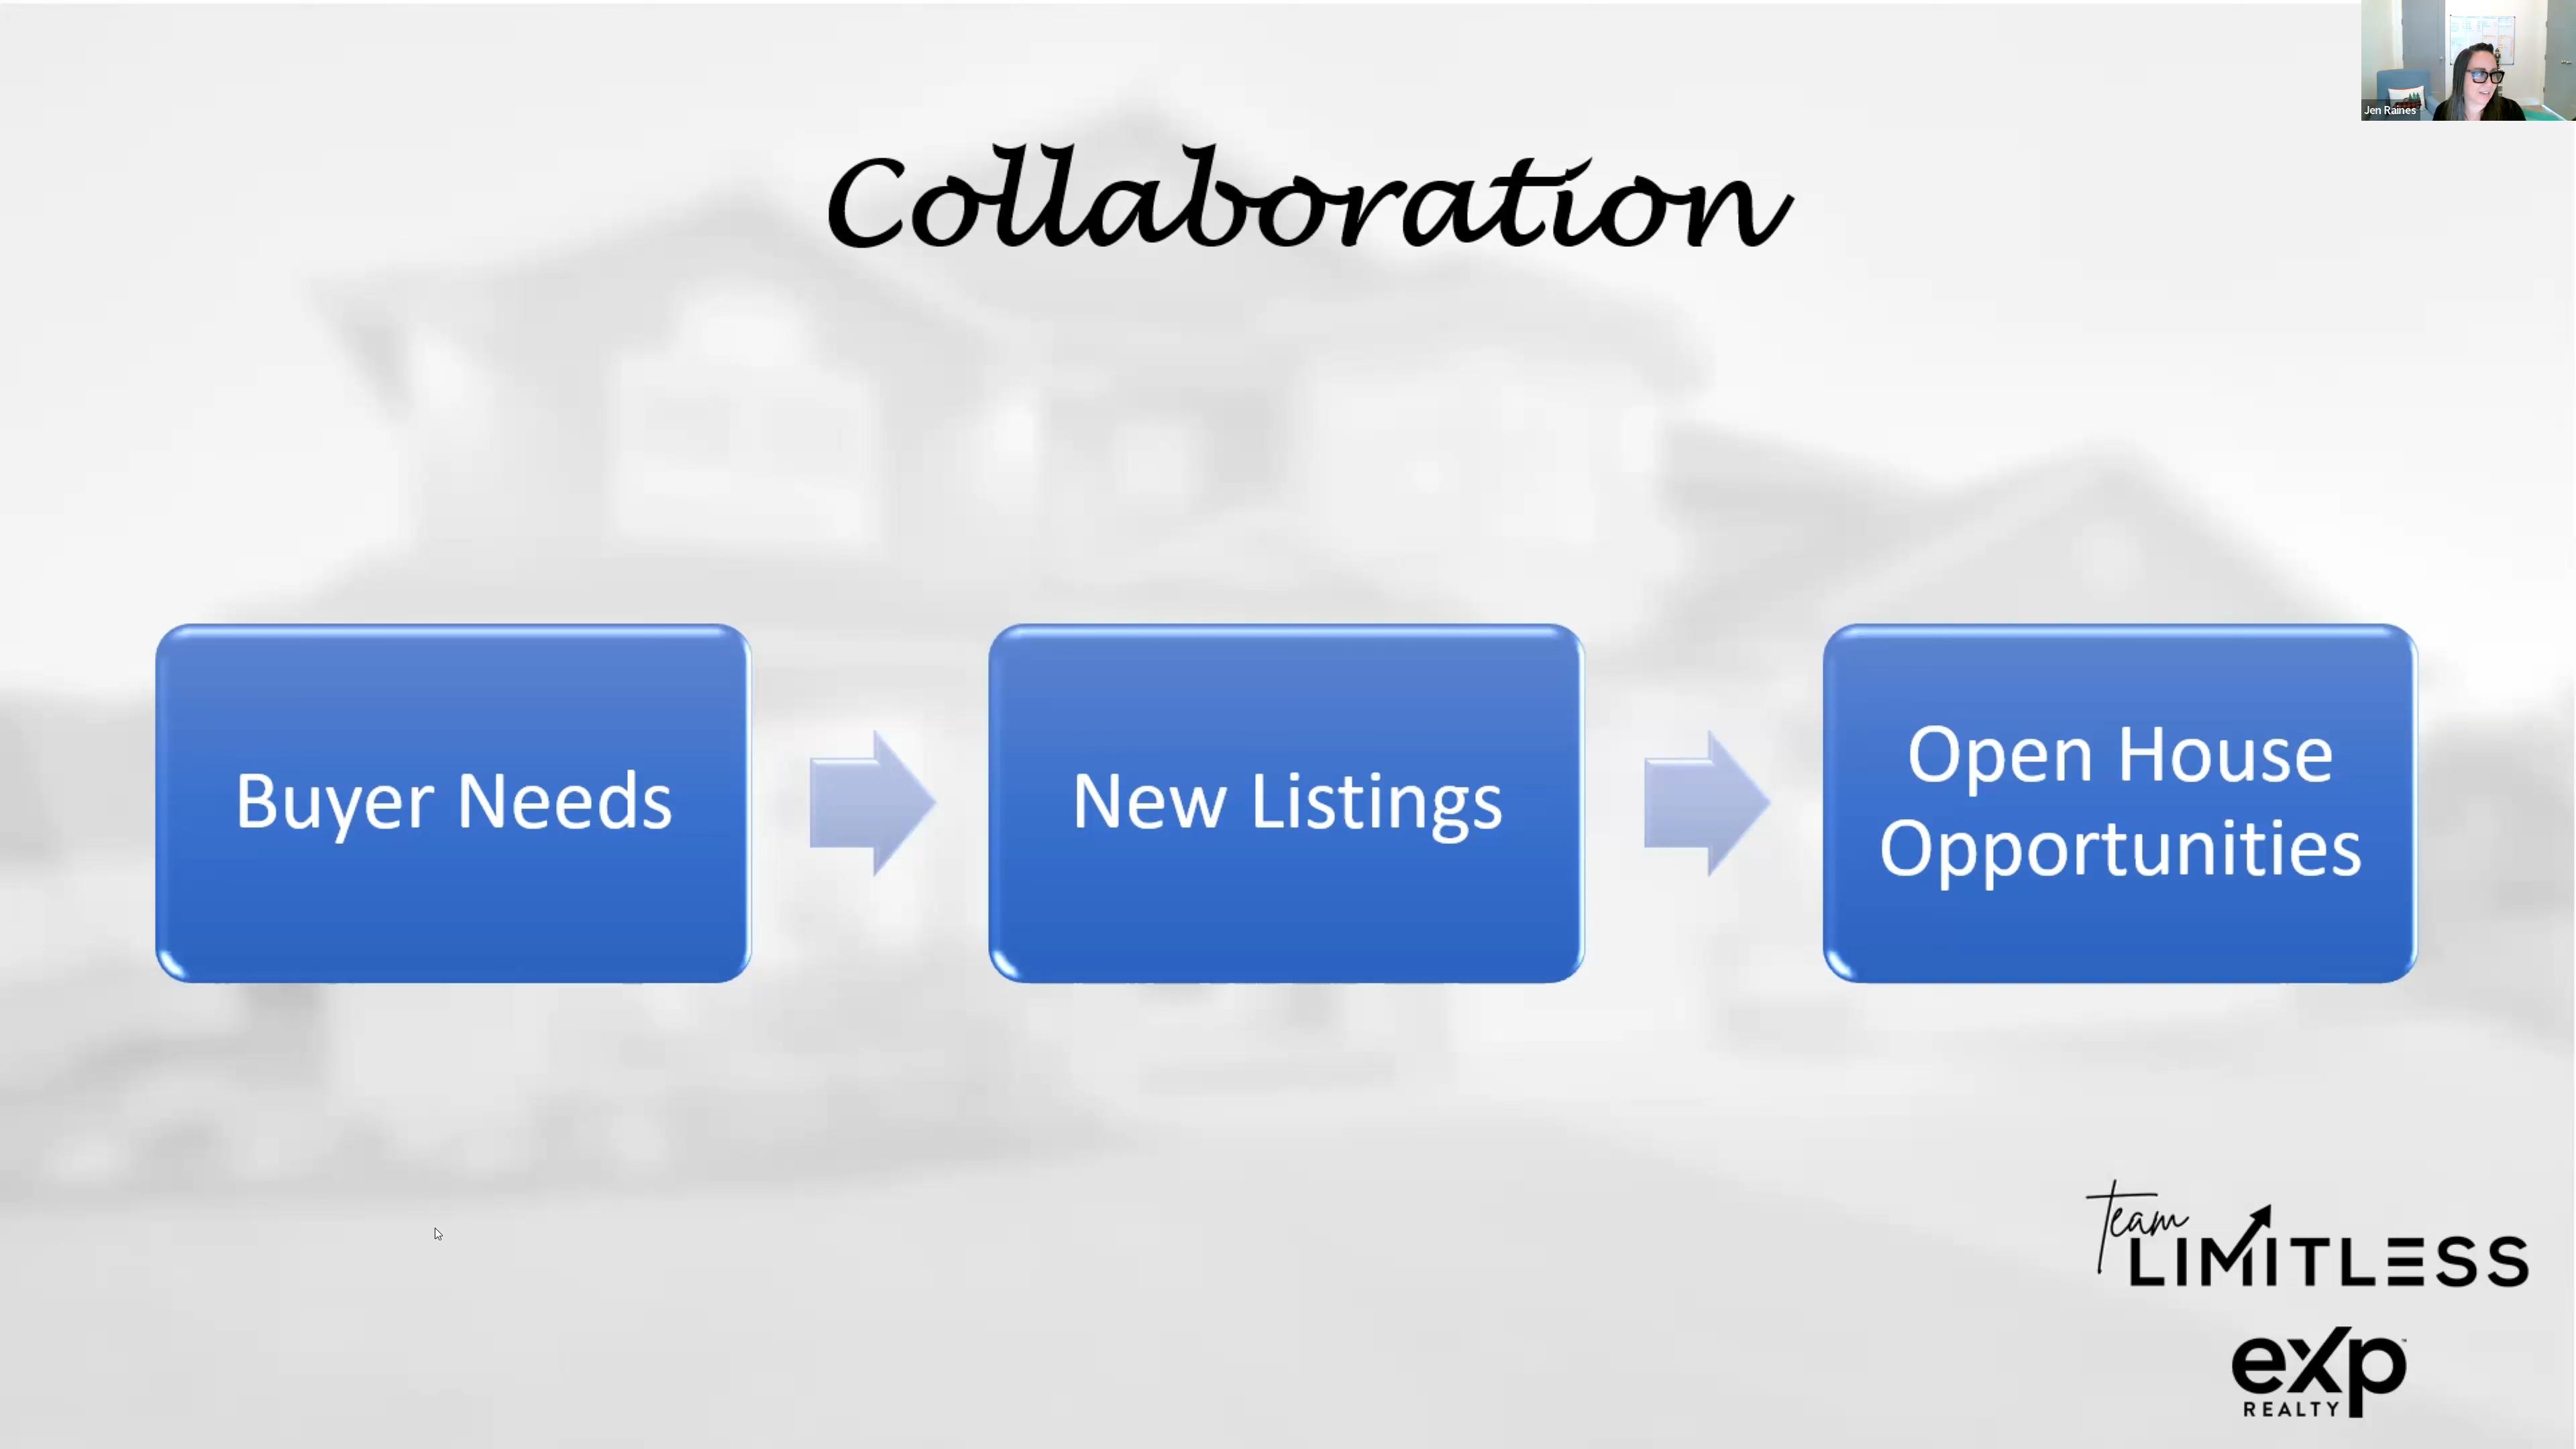 Jen Raines
Collaboration
Buyer Needs
New Listings
Open House
Opportunities
Team
LIMITLESS
eXp
REALTY